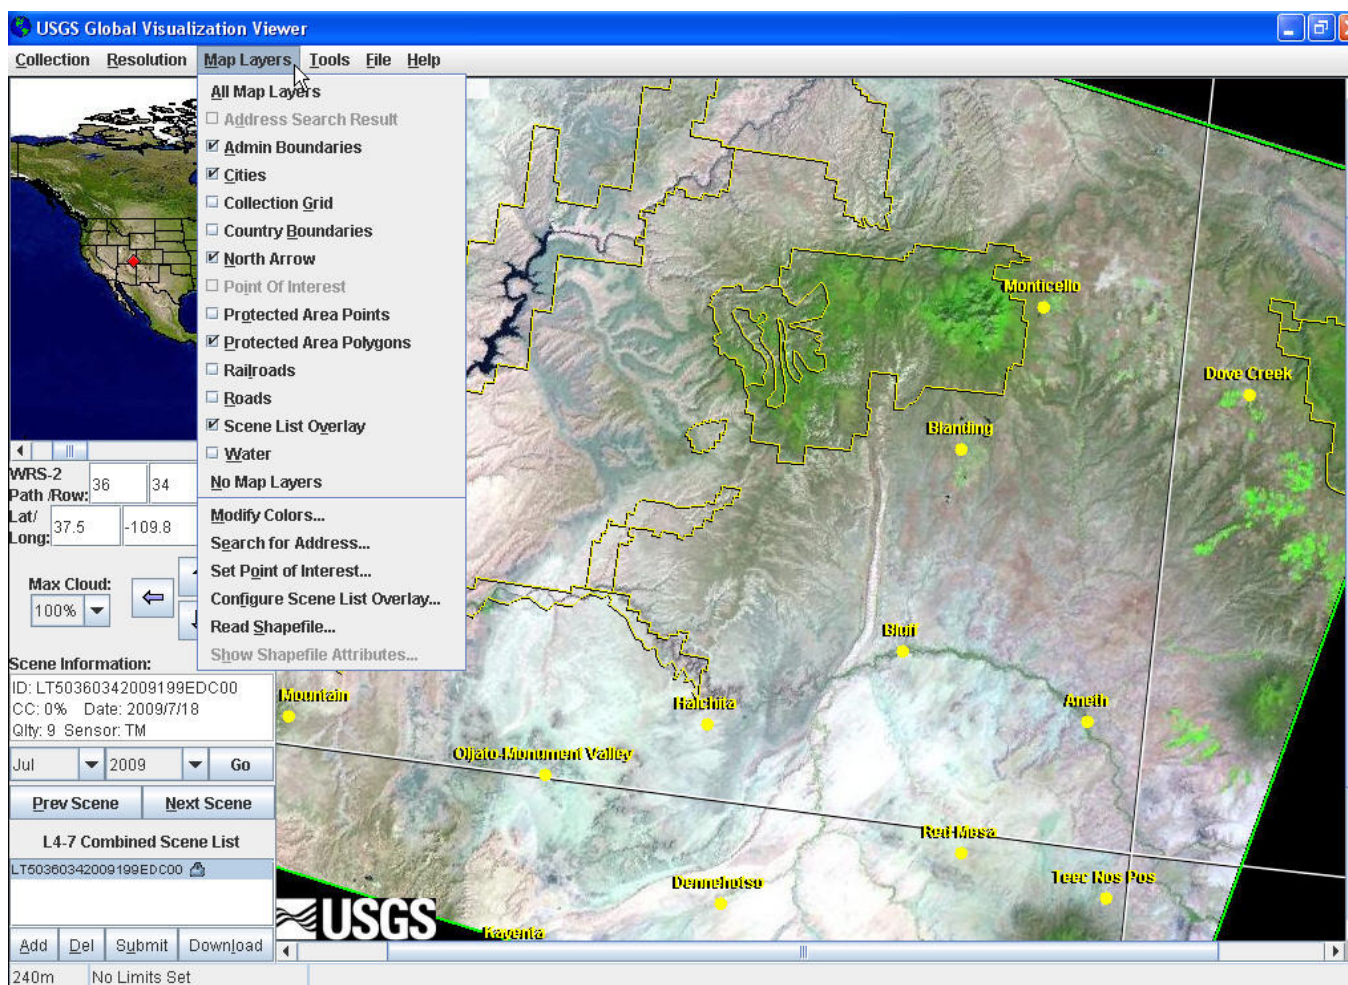 USGS Global Visualization Viewer
Collection Resolution Map Layers Tools File Help
All Map Layers
Address Search Result
Admin Boundaries
Cities
Collection Grid
Country Boundaries
North Arrow
Point Of Interest
Protected Area Points
Protected Area Polygons
Railroads
Roads
Scene List Overlay
Water
No Map Layers
Modify Colors...
Search for Address...
Set Point of Interest...
Configure Scene List Overlay...
Read Shapefile...
Show Shapefile Attributes...
WRS-2
Path /Row: 36 34
Lat/
Long: 37.5 -109.8
Max Cloud:
100%
Scene Information:
ID: LT50360342009199EDC00
CC: 0% Date: 2009/7/18
Qlty: 9 Sensor: TM
Jul 2009 Go
Prev Scene Next Scene
L4-7 Combined Scene List
LT50360342009199EDC00
Add Del Submit Download
240m No Limits Set
Monticello
Dove Creek
Blanding
Bluff
Mountain
Halchita
Aneth
Oljato-Monument Valley
Red Mesa
Teec Nos Pos
Dennehotso
USGS
Kayenta